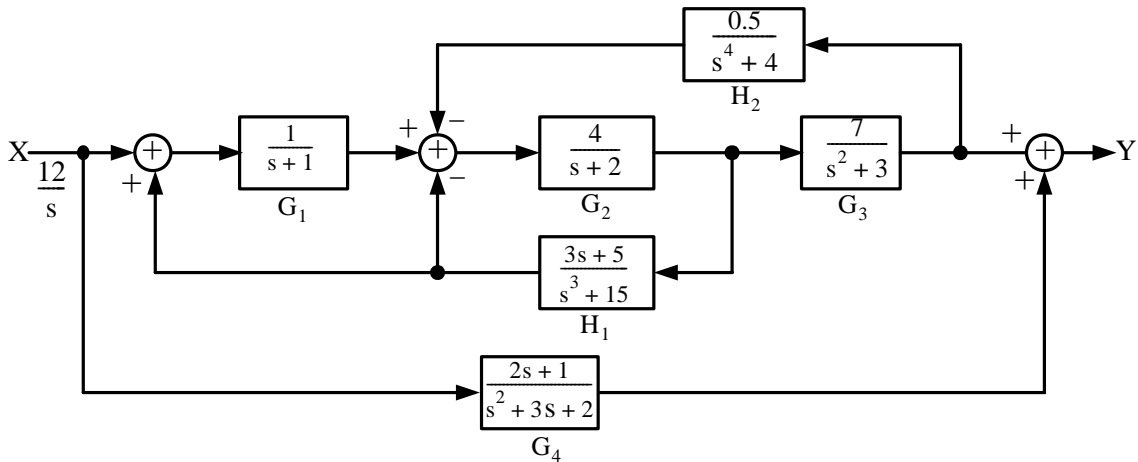 0.5
s^4 + 4
H_2
X
12
s
+
+
1
s + 1
G_1
+
−
+
−
4
s + 2
G_2
7
s^2 + 3
G_3
+
+
+
Y
3s + 5
s^3 + 15
H_1
2s + 1
s^2 + 3s + 2
G_4